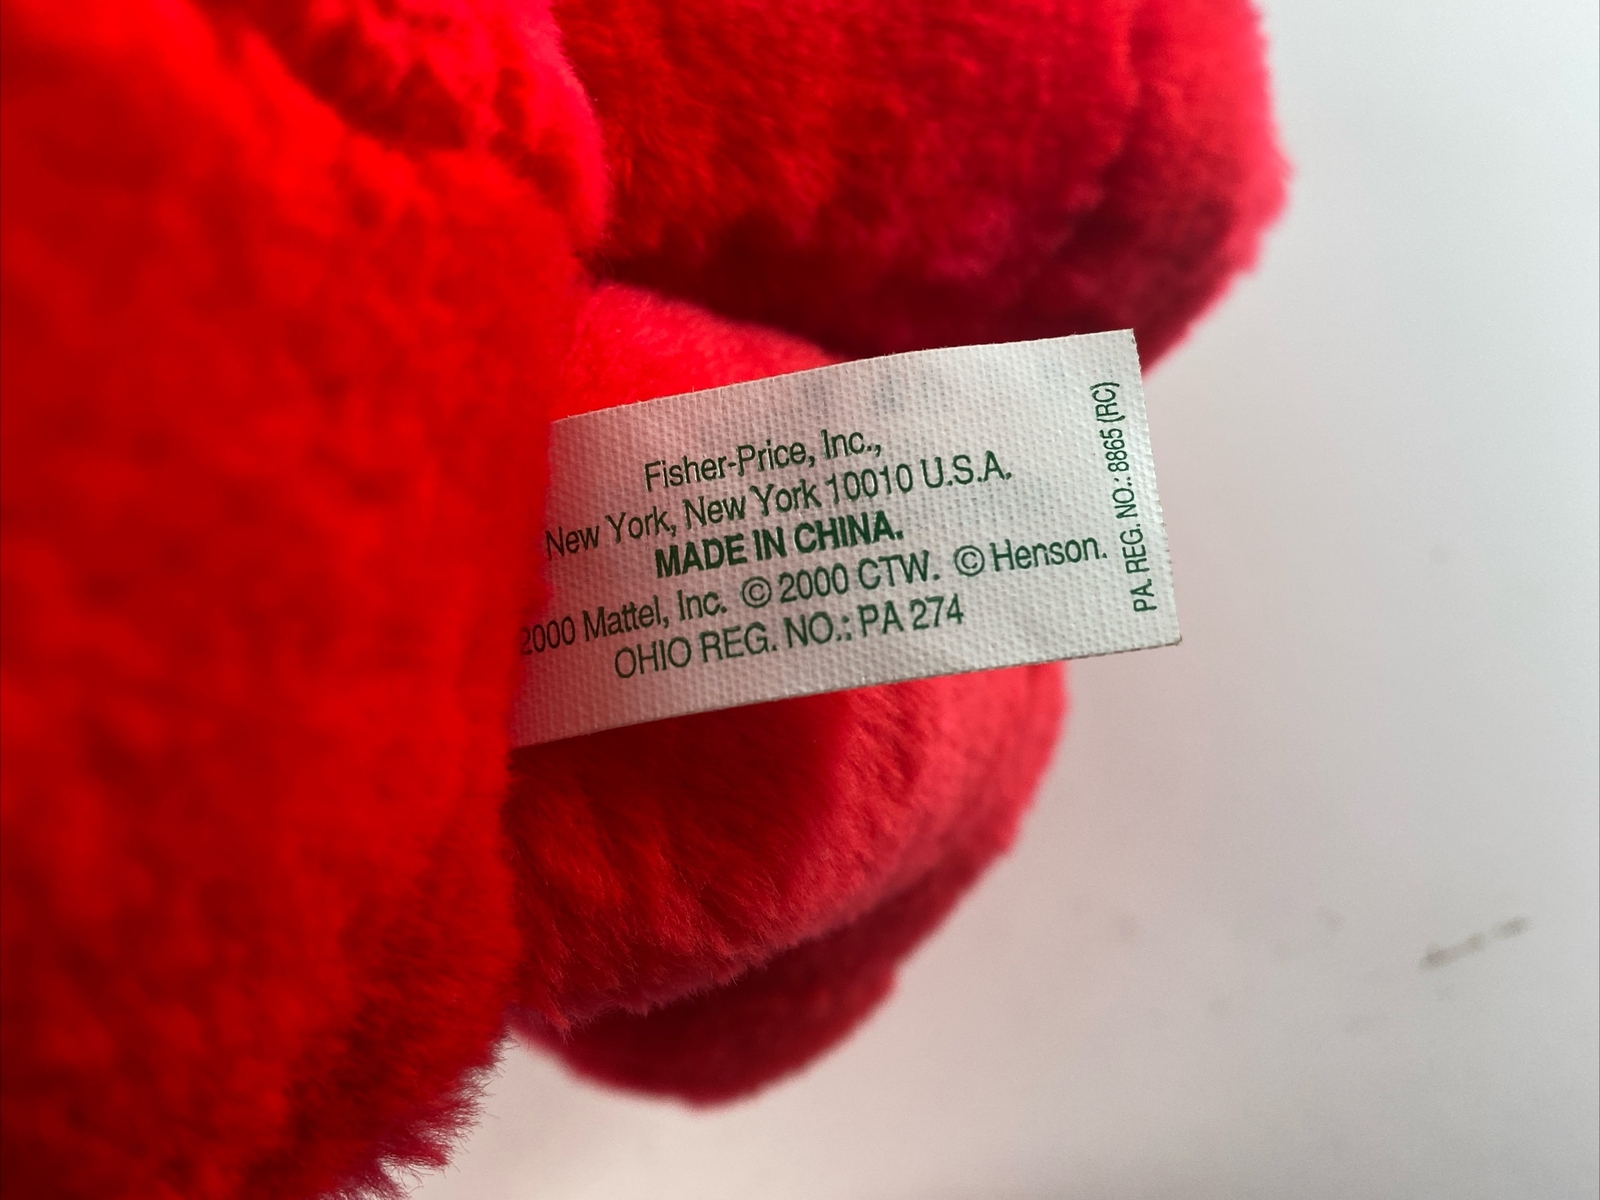 Fisher-Price, Inc.,
New York, New York 10010 U.S.A.
MADE IN CHINA.
2000 Mattel, Inc. © 2000 CTW. © Henson.
OHIO REG. NO.: PA 274
PA. REG. NO.: 8865 (RC)